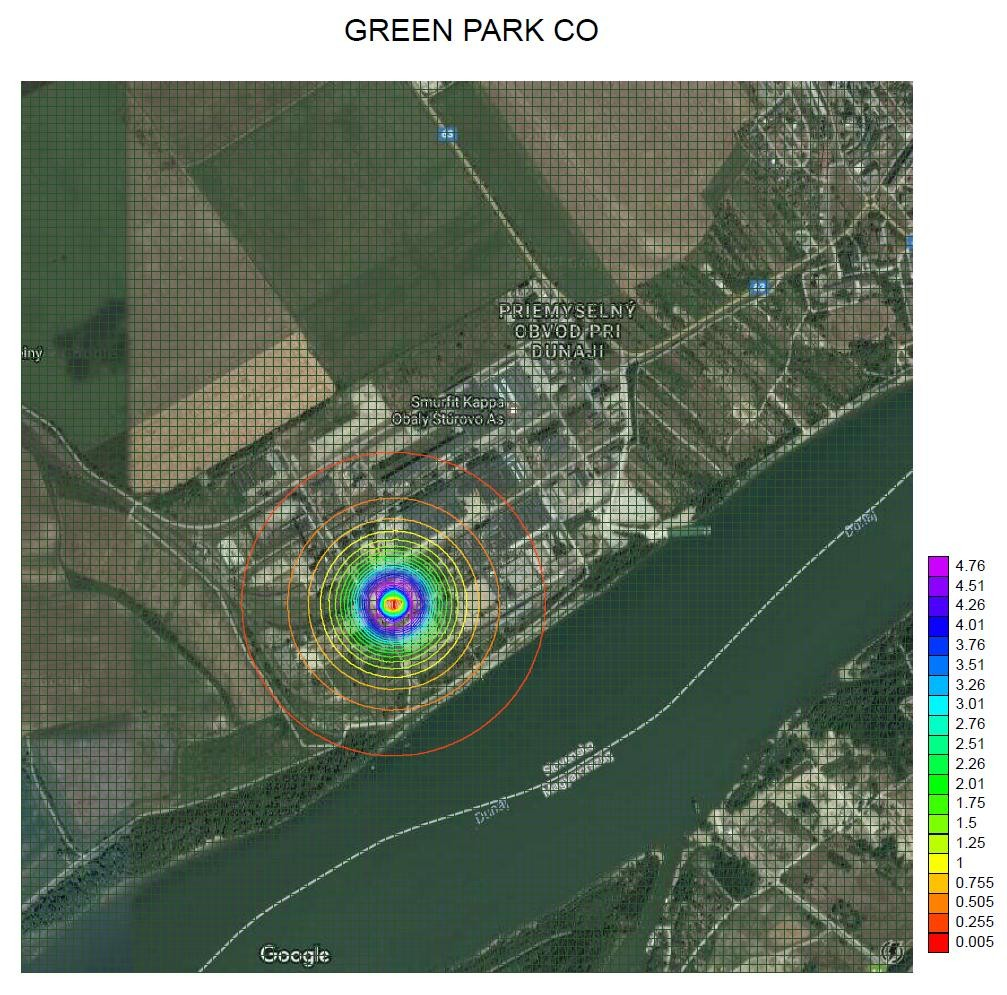 GREEN PARK CO
63
63
PRIEMYSELNÝ
OBVOD PRI
DUNAJI
lný
Smurfit Kappa
Obaly Štúrovo As
Dunaj
Dunaj
Google
4.76
4.51
4.26
4.01
3.76
3.51
3.26
3.01
2.76
2.51
2.26
2.01
1.75
1.5
1.25
1
0.755
0.505
0.255
0.005